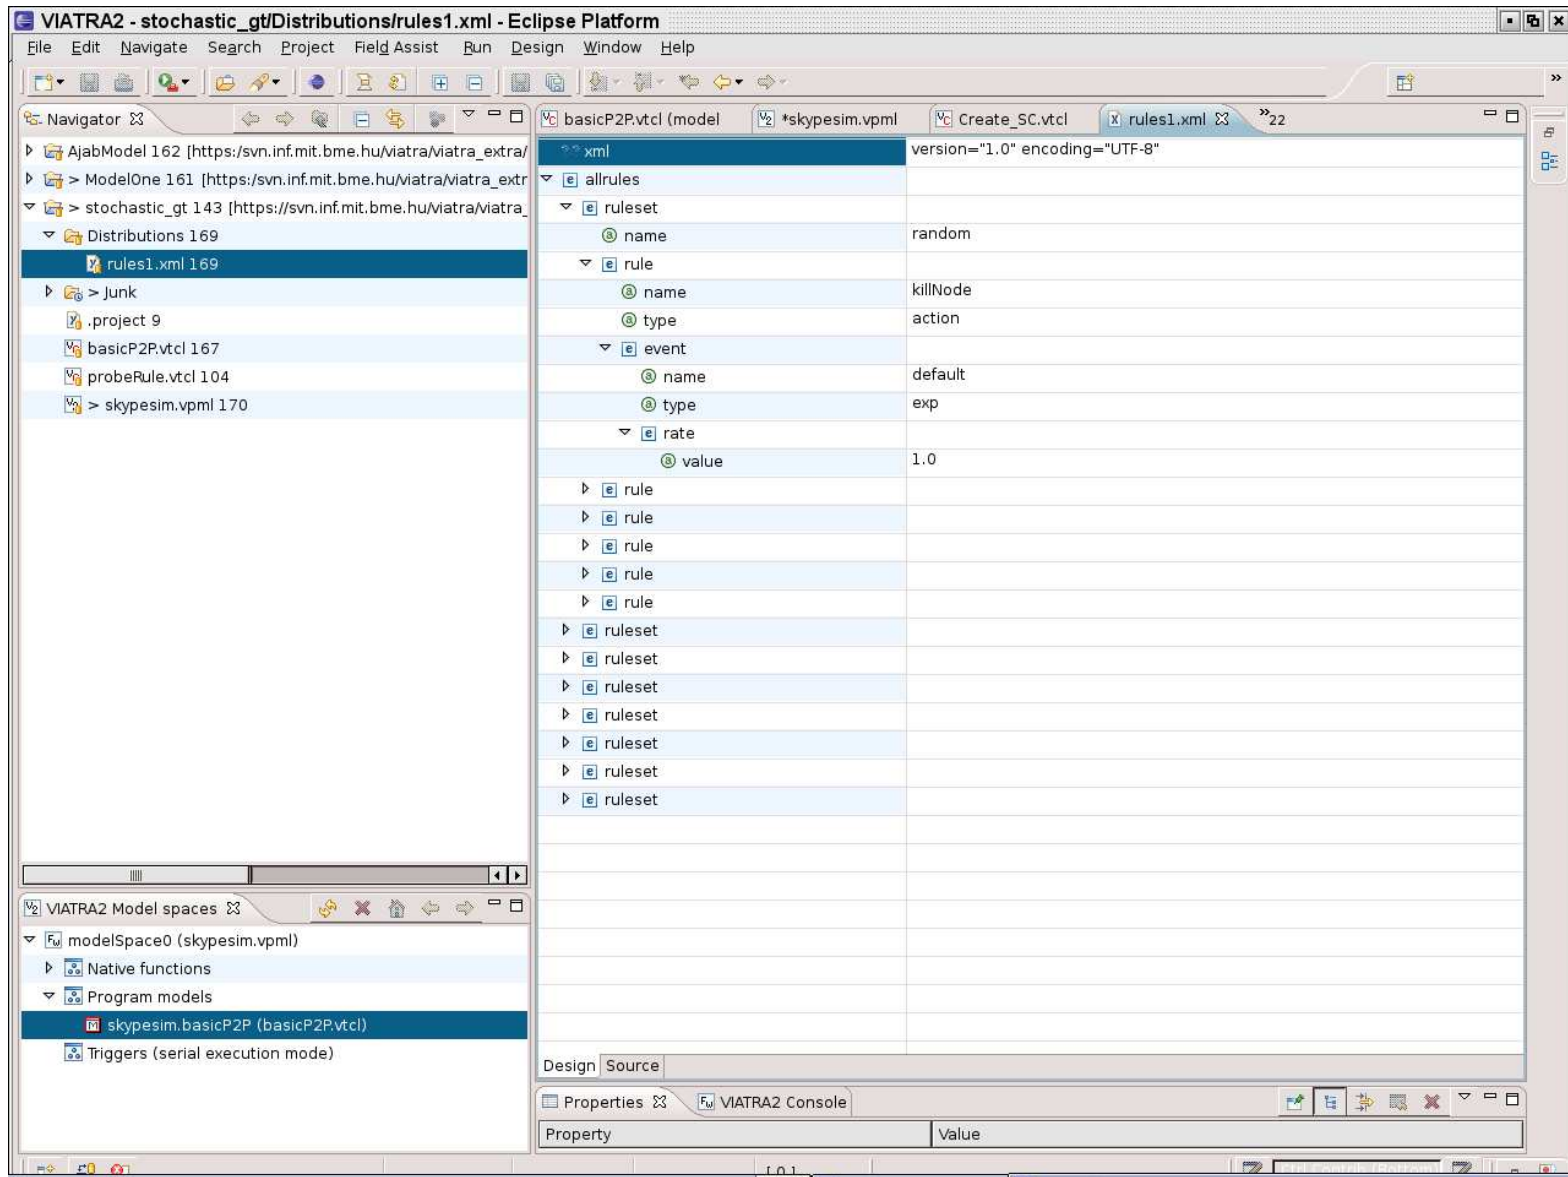 VIATRA2 - stochastic_gt/Distributions/rules1.xml - Eclipse Platform
File Edit Navigate Search Project Field Assist Run Design Window Help
Navigator
AjabModel 162 [https:/svn.inf.mit.bme.hu/viatra/viatra_extra/
> ModelOne 161 [https:/svn.inf.mit.bme.hu/viatra/viatra_extr
> stochastic_gt 143 [https://svn.inf.mit.bme.hu/viatra/viatra_
Distributions 169
rules1.xml 169
> Junk
.project 9
basicP2P.vtcl 167
probeRule.vtcl 104
> skypesim.vpml 170
VIATRA2 Model spaces
modelSpace0 (skypesim.vpml)
Native functions
Program models
skypesim.basicP2P (basicP2P.vtcl)
Triggers (serial execution mode)
basicP2P.vtcl (model *skypesim.vpml Create_SC.vtcl rules1.xml »22
?? xml version="1.0" encoding="UTF-8"
allrules
ruleset
name random
rule
name killNode
type action
event
name default
type exp
rate
value 1.0
rule
rule
rule
rule
rule
ruleset
ruleset
ruleset
ruleset
ruleset
ruleset
ruleset
Design Source
Properties VIATRA2 Console
Property Value
[ 0 ]
Ctrl Contrib (Bottom)